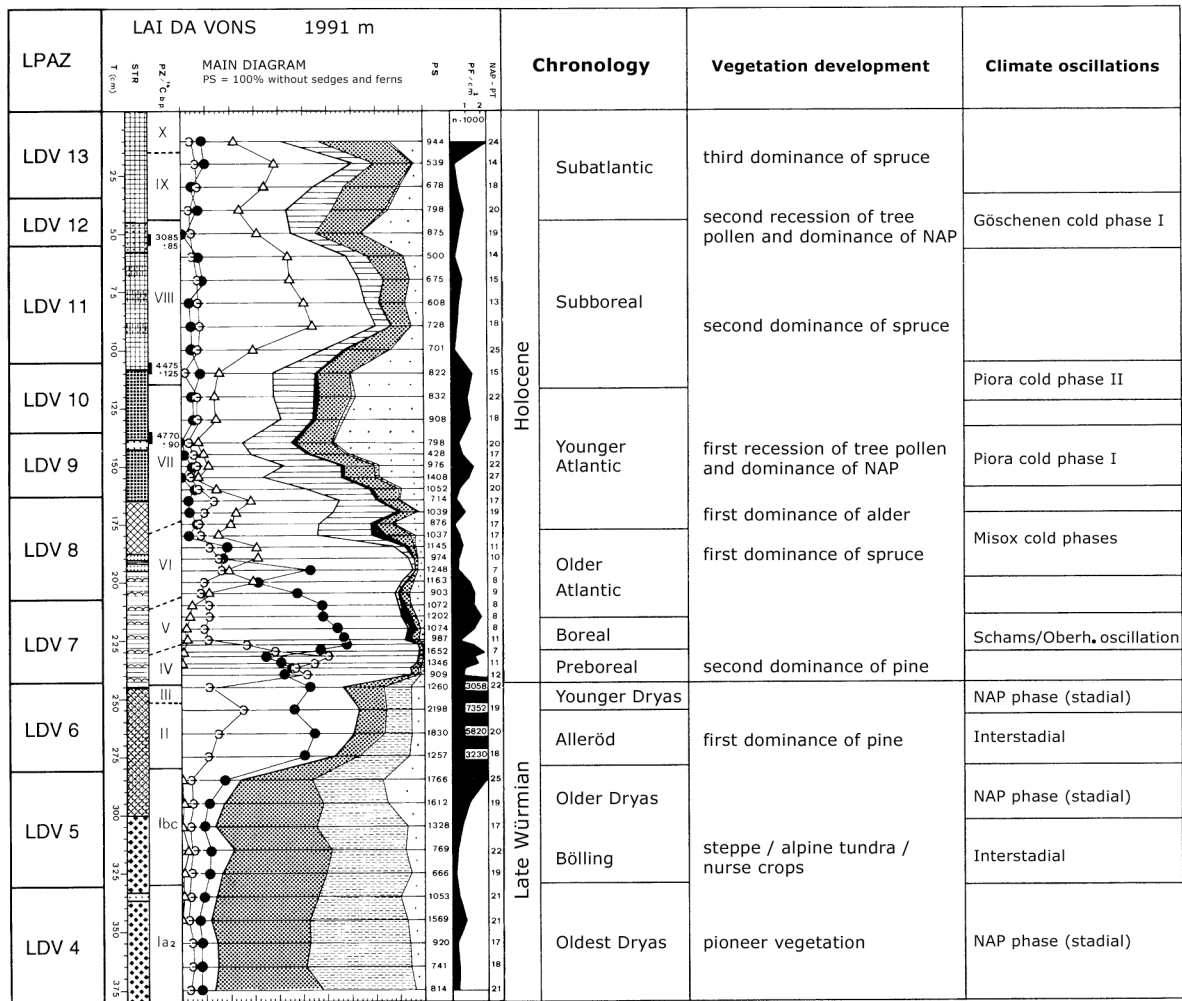 LAI DA VONS 1991 m
LPAZ
T (cm)
STR
PZ/¹⁴C bp
MAIN DIAGRAM
PS = 100% without sedges and ferns
PS
PF/cm³
1 2
NAP-PT
n·1000
Chronology
Vegetation development
Climate oscillations
LDV 13
LDV 12
LDV 11
LDV 10
LDV 9
LDV 8
LDV 7
LDV 6
LDV 5
LDV 4
25
50
75
100
125
150
175
200
225
250
275
300
325
350
375
X
IX
3085
±85
VIII
4475
±125
4770
±90
VII
VI
V
IV
III
II
Ibc
Ia₂
944 24
539 14
678 18
798 20
875 19
500 14
675 15
608 13
728 18
701 25
822 15
832 22
908 18
798 20
428 17
976 22
1408 27
1052 20
714 17
1039 19
876 17
1037 17
1145 11
974 10
1248 7
1163 8
903 9
1072 8
1202 8
1074 8
987 11
1652 7
1346 11
909 12
1260 3058 22
2198 7352 19
1830 5820 20
1257 3230 18
1766 25
1612 19
1328 17
769 22
666 19
1053 21
1569 21
920 17
741 18
814 21
Holocene
Late Würmian
Subatlantic
Subboreal
Younger
Atlantic
Older
Atlantic
Boreal
Preboreal
Younger Dryas
Alleröd
Older Dryas
Bölling
Oldest Dryas
third dominance of spruce
second recession of tree
pollen and dominance of NAP
second dominance of spruce
first recession of tree pollen
and dominance of NAP
first dominance of alder
first dominance of spruce
second dominance of pine
first dominance of pine
steppe / alpine tundra /
nurse crops
pioneer vegetation
Göschenen cold phase I
Piora cold phase II
Piora cold phase I
Misox cold phases
Schams/Oberh. oscillation
NAP phase (stadial)
Interstadial
NAP phase (stadial)
Interstadial
NAP phase (stadial)